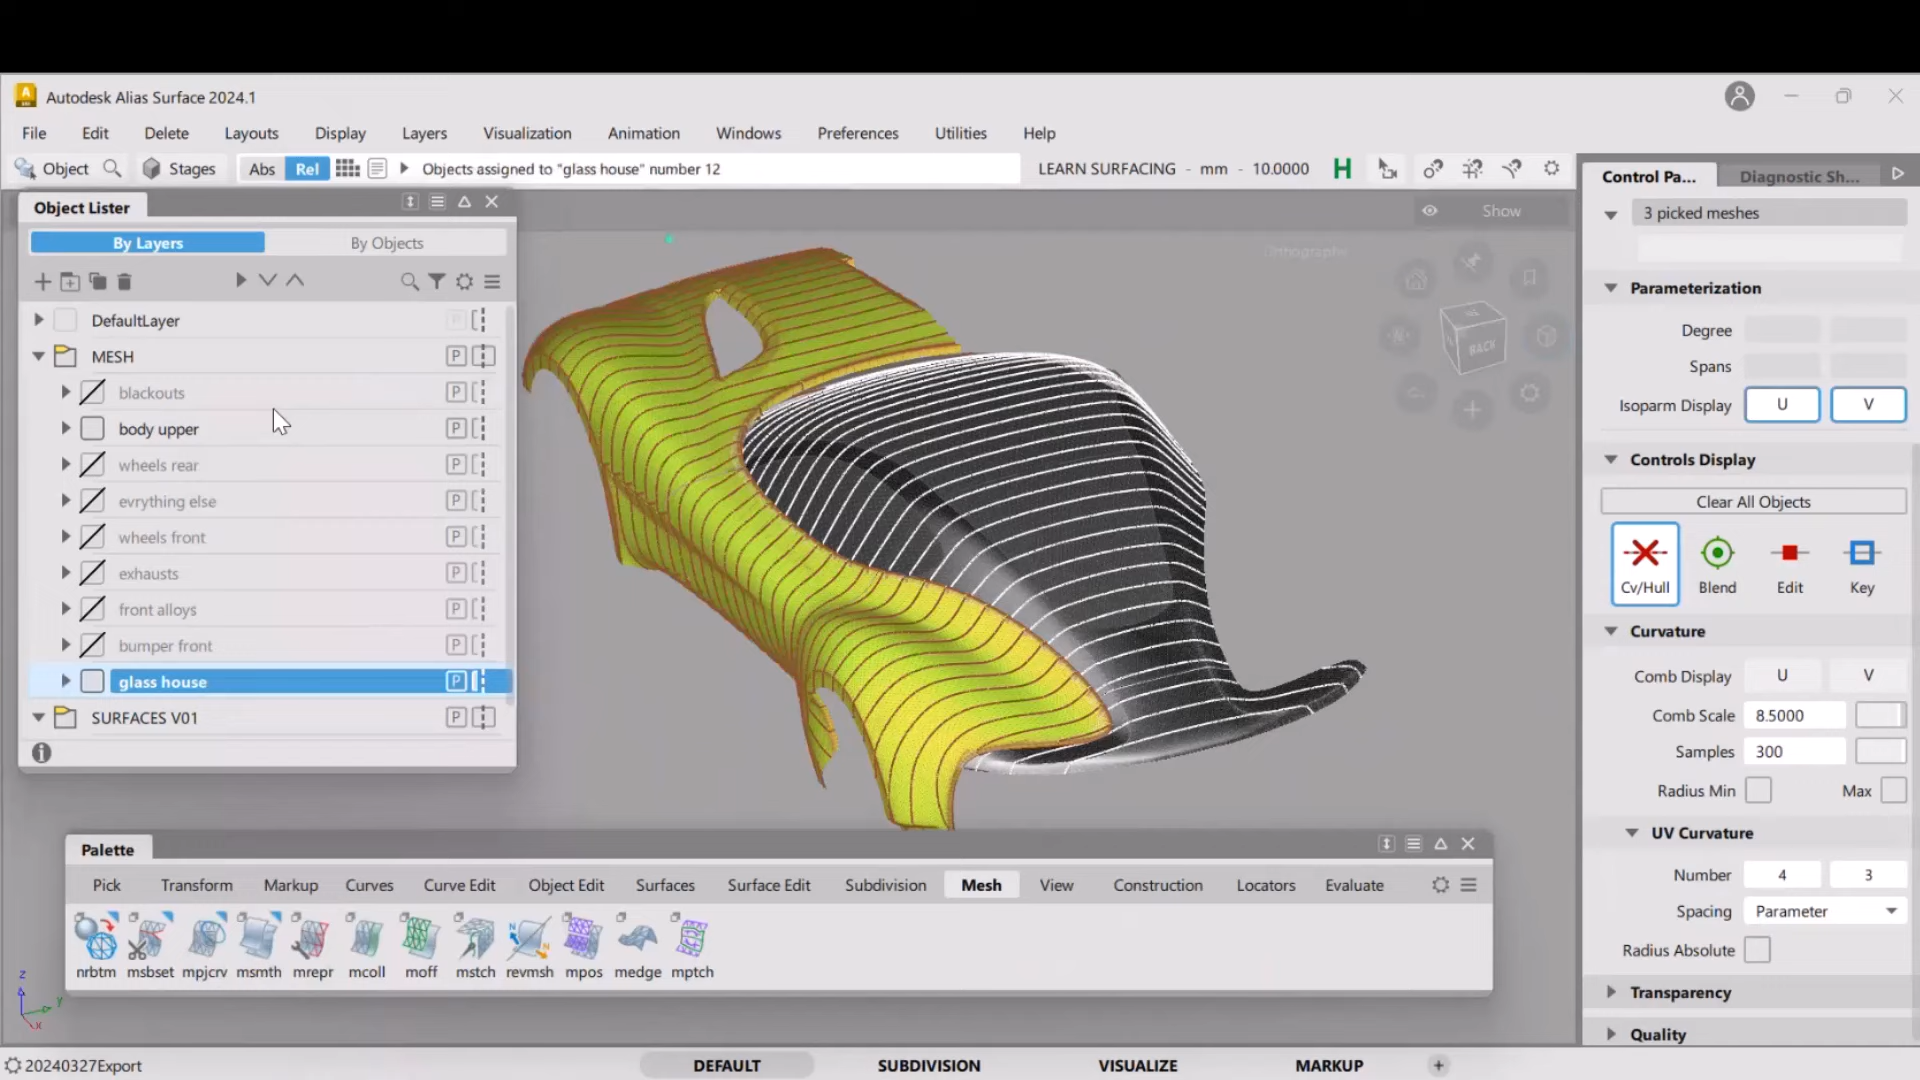 Autodesk Alias Surface 2024.1
File Edit Delete Layouts Display Layers Visualization Animation Windows Preferences Utilities Help
Object Stages Abs Rel Objects assigned to "glass house" number 12 LEARN SURFACING - mm - 10.0000 H
Control Pa... Diagnostic Sh...
Object Lister
Show
3 picked meshes
By Layers By Objects
Parameterization
DefaultLayer
MESH P
blackouts P
body upper P
wheels rear P
evrything else P
wheels front P
exhausts P
front alloys P
bumper front P
glass house P
SURFACES V01 P
BACK
Degree
Spans
Isoparm Display U V
Controls Display
Clear All Objects
Cv/Hull Blend Edit Key
Curvature
Comb Display U V
Comb Scale 8.5000
Samples 300
Radius Min Max
UV Curvature
Number 4 3
Spacing Parameter
Radius Absolute
Transparency
Quality
Palette
Pick Transform Markup Curves Curve Edit Object Edit Surfaces Surface Edit Subdivision Mesh View Construction Locators Evaluate
nrbtm msbset mpjcrv msmth mrepr mcoll moff mstch revmsh mpos medge mptch
z
y
x
20240327Export DEFAULT SUBDIVISION VISUALIZE MARKUP +